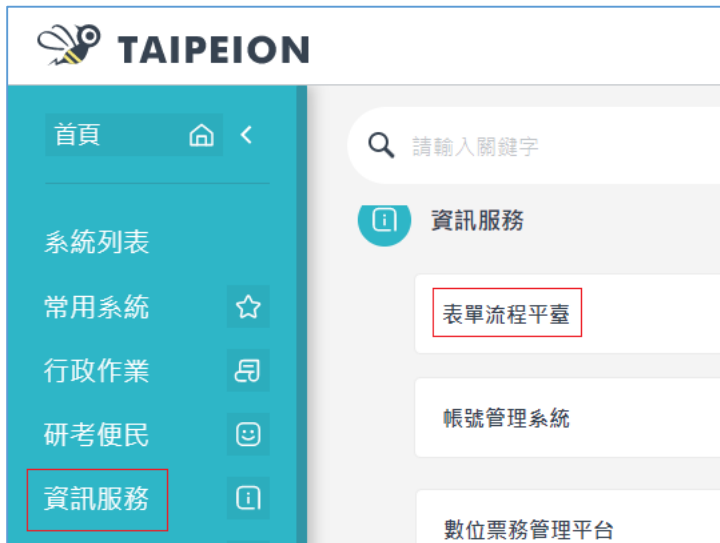 TAIPEION
首頁
系統列表
常用系統
行政作業
研考便民
資訊服務
請輸入關鍵字
資訊服務
表單流程平臺
帳號管理系統
數位票務管理平台